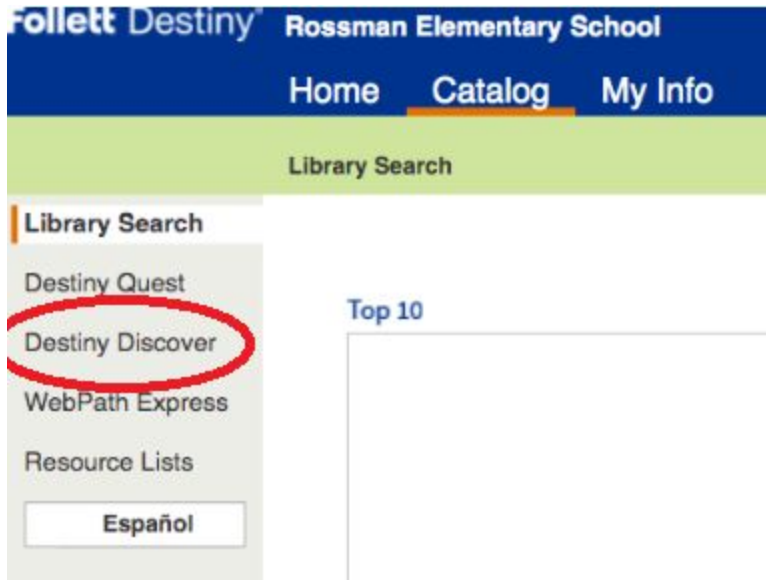 Follett Destiny®
Rossman Elementary School
Home Catalog My Info
Library Search
Library Search
Destiny Quest
Destiny Discover
WebPath Express
Resource Lists
Español
Top 10